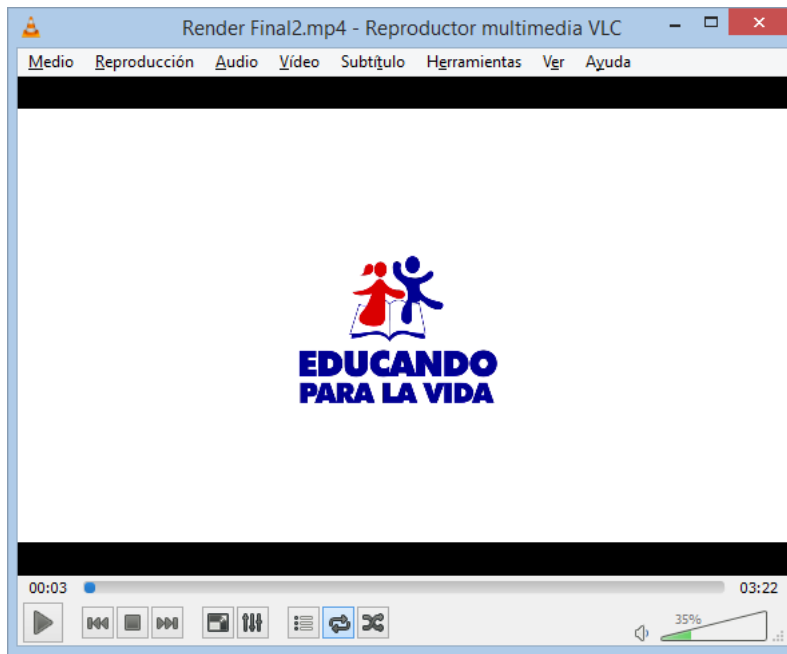 Render Final2.mp4 - Reproductor multimedia VLC
Medio Reproducción Audio Vídeo Subtítulo Herramientas Ver Ayuda
EDUCANDO
PARA LA VIDA
00:03 03:22
35%